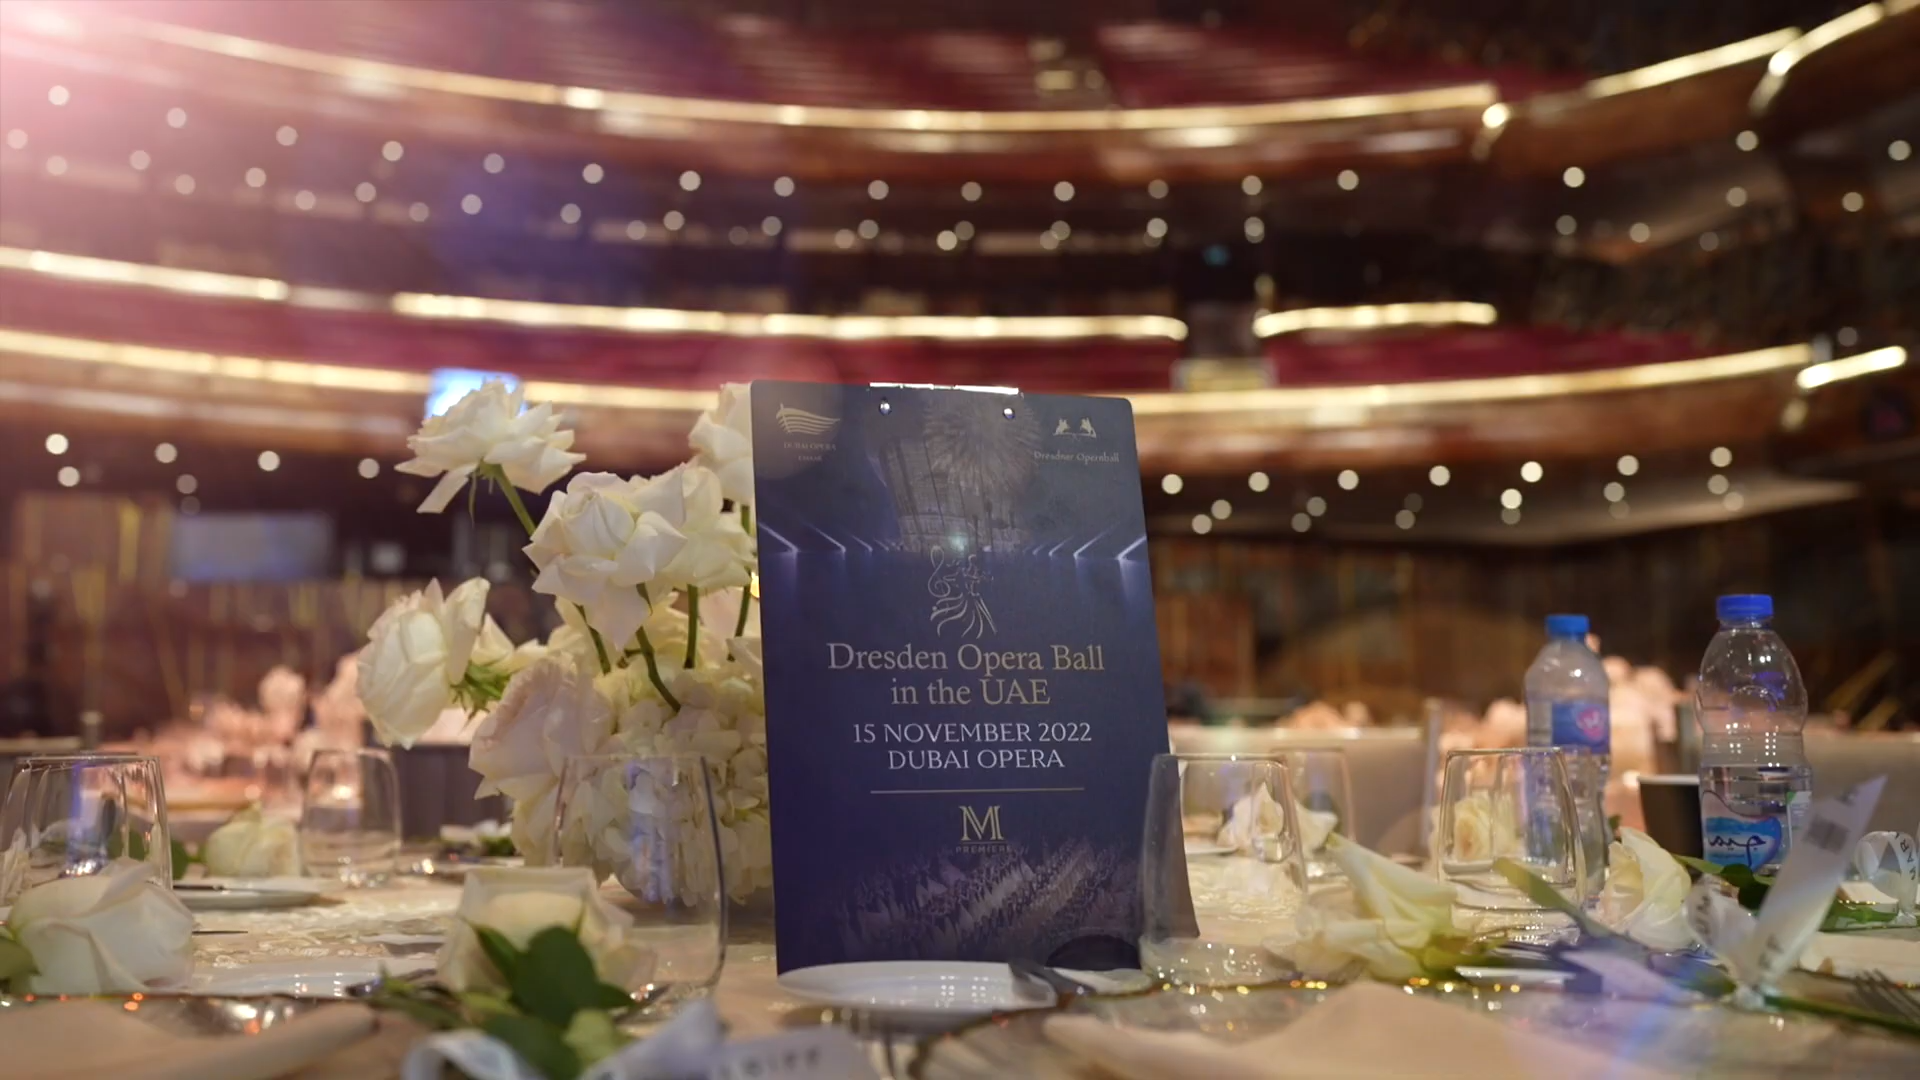 DUBAI OPERA
Dresdner Opernball
Dresden Opera Ball
in the UAE
15 NOVEMBER 2022
DUBAI OPERA
M
PREMIERE